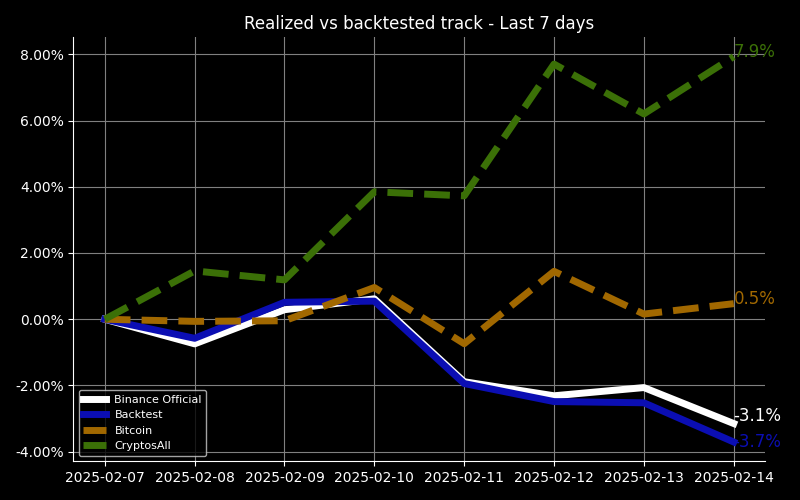 Realized vs backtested track - Last 7 days
8.00%
7.9%
6.00%
4.00%
2.00%
0.5%
0.00%
-2.00%
Binance Official
Backtest
Bitcoin
CryptosAll
-3.1%
-3.7%
-4.00%
2025-02-07 2025-02-08 2025-02-09 2025-02-10 2025-02-11 2025-02-12 2025-02-13 2025-02-14